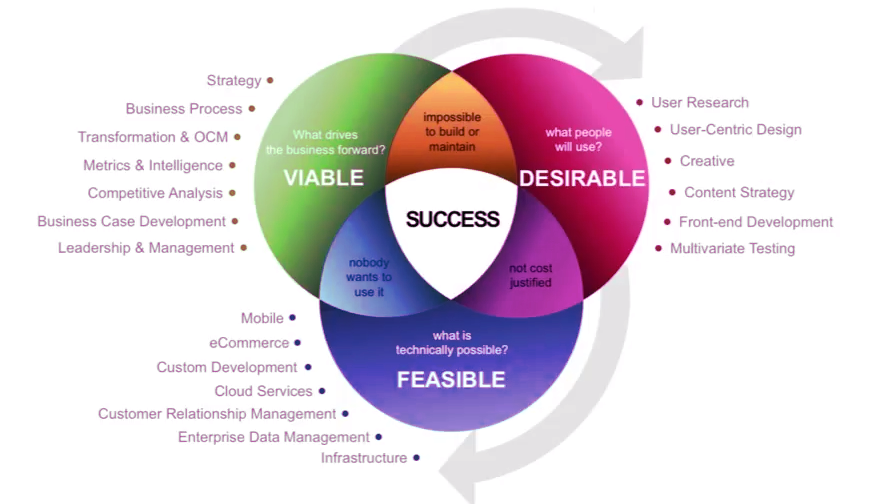 Strategy
Business Process
Transformation & OCM
Metrics & Intelligence
Competitive Analysis
Business Case Development
Leadership & Management
What drives
the business forward?
VIABLE
impossible
to build or
maintain
what people
will use?
DESIRABLE
User Research
User-Centric Design
Creative
Content Strategy
Front-end Development
Multivariate Testing
SUCCESS
nobody
wants to
use it
not cost
justified
what is
technically possible?
FEASIBLE
Mobile
eCommerce
Custom Development
Cloud Services
Customer Relationship Management
Enterprise Data Management
Infrastructure